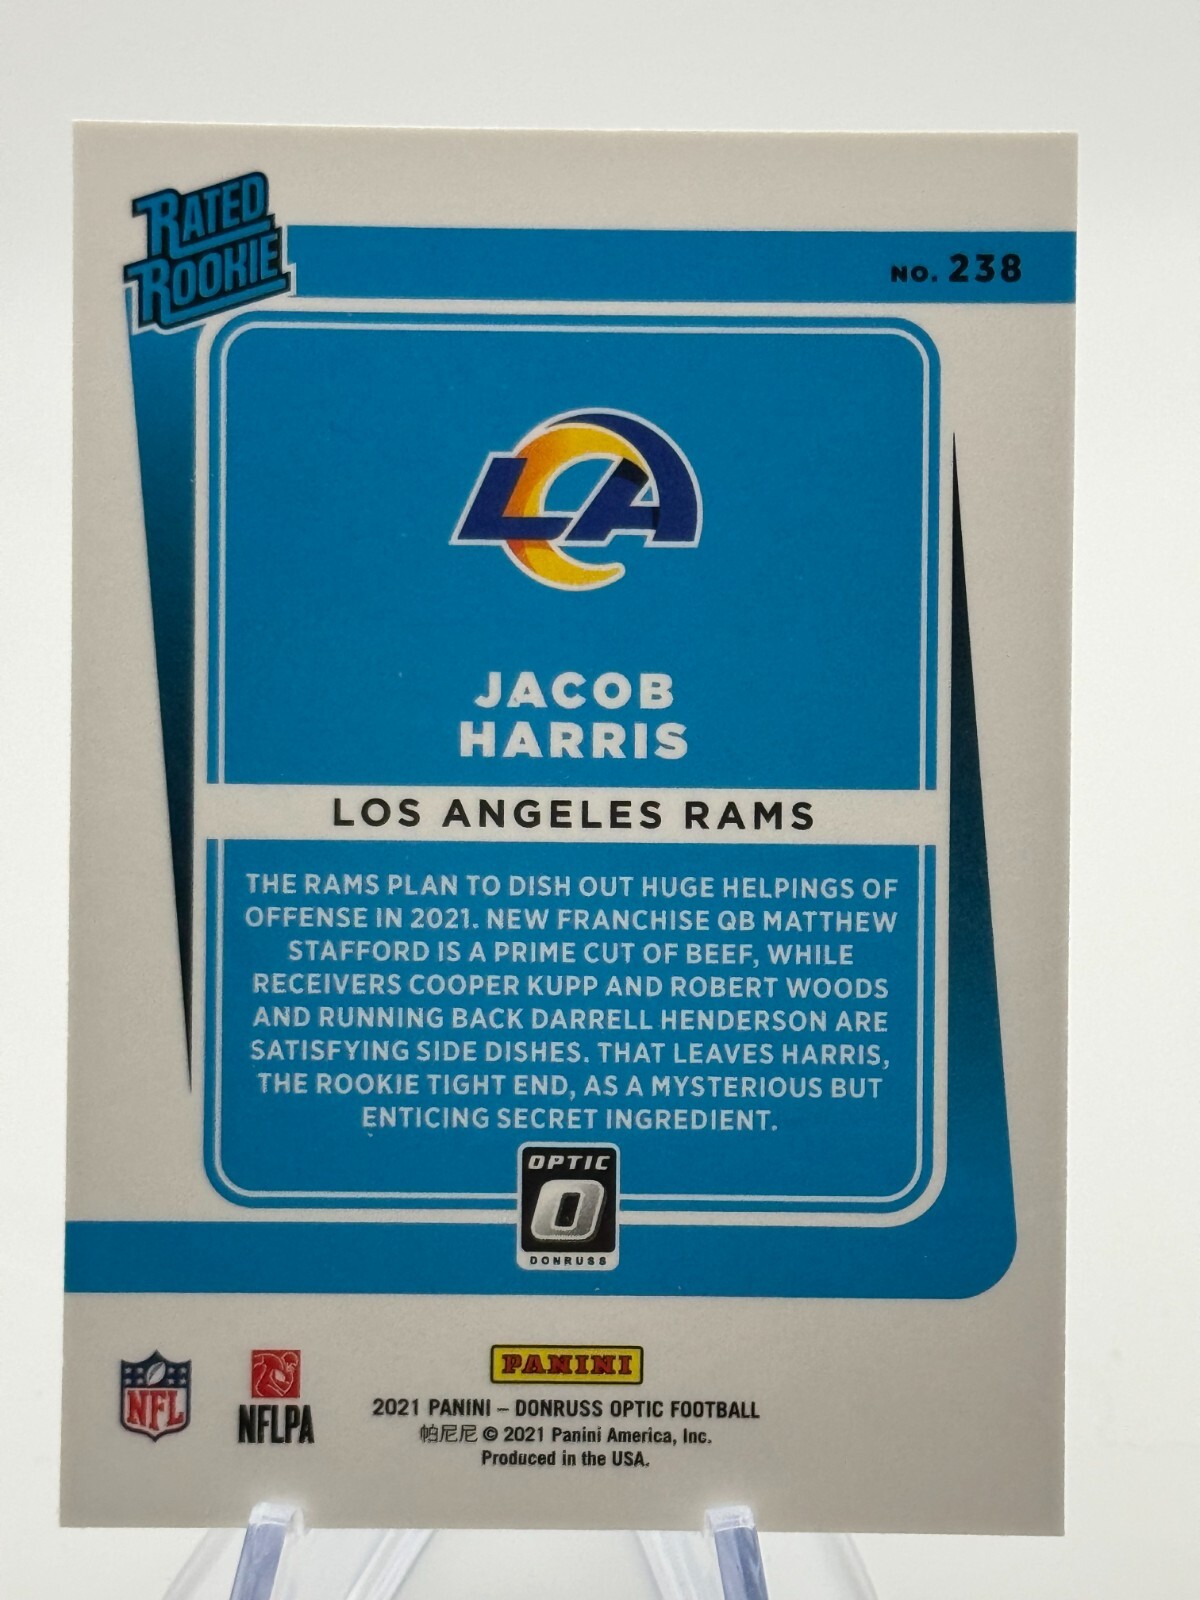 RATED
ROOKIE
NO. 238
LA
JACOB
HARRIS
LOS ANGELES RAMS
THE RAMS PLAN TO DISH OUT HUGE HELPINGS OF
OFFENSE IN 2021. NEW FRANCHISE QB MATTHEW
STAFFORD IS A PRIME CUT OF BEEF, WHILE
RECEIVERS COOPER KUPP AND ROBERT WOODS
AND RUNNING BACK DARRELL HENDERSON ARE
SATISFYING SIDE DISHES. THAT LEAVES HARRIS,
THE ROOKIE TIGHT END, AS A MYSTERIOUS BUT
ENTICING SECRET INGREDIENT.
OPTIC
O
DONRUSS
NFL
NFLPA
PANINI
2021 PANINI – DONRUSS OPTIC FOOTBALL
帕尼尼 © 2021 Panini America, Inc.
Produced in the USA.